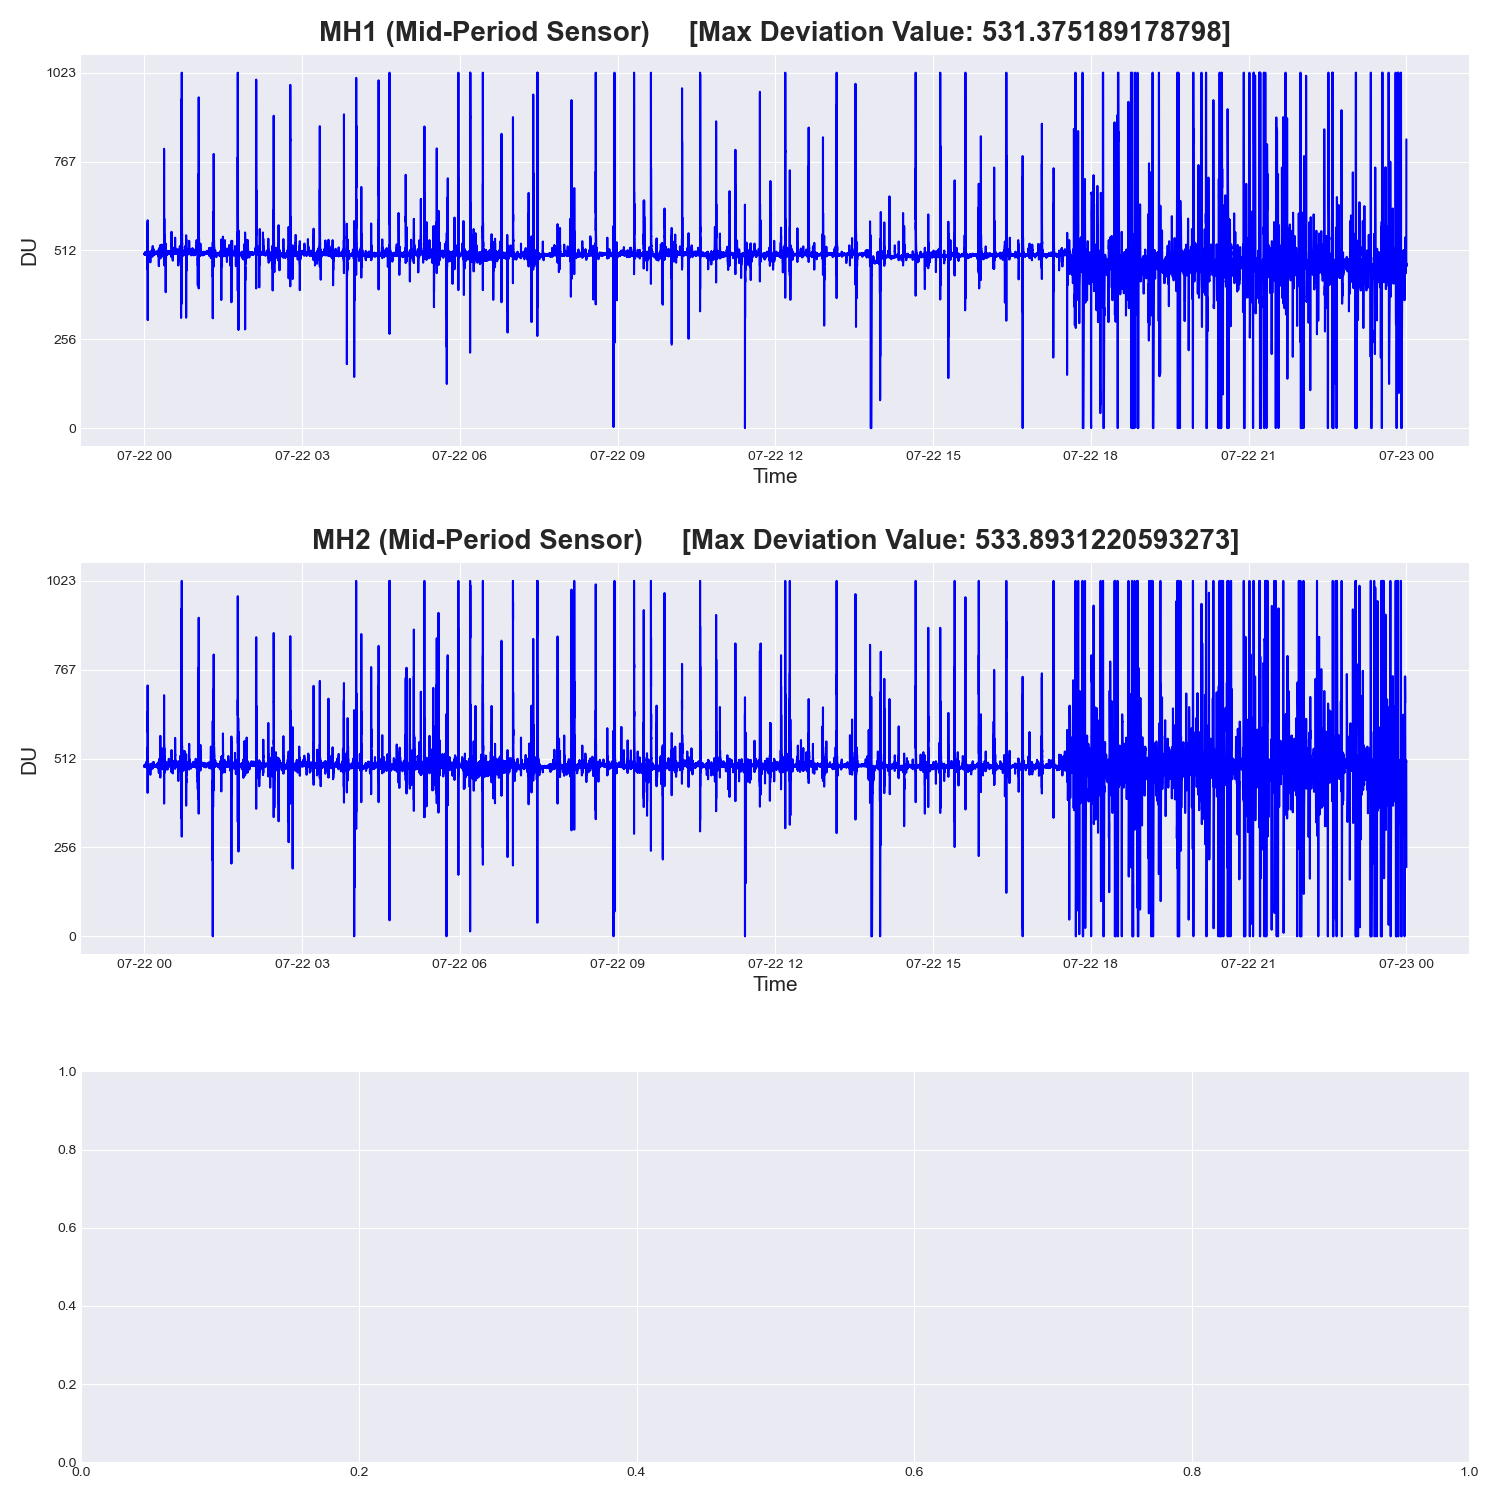 MH1 (Mid-Period Sensor) [Max Deviation Value: 531.375189178798]
1023
767
512
256
0
DU
07-22 00 07-22 03 07-22 06 07-22 09 07-22 12 07-22 15 07-22 18 07-22 21 07-23 00
Time
MH2 (Mid-Period Sensor) [Max Deviation Value: 533.8931220593273]
1023
767
512
256
0
DU
07-22 00 07-22 03 07-22 06 07-22 09 07-22 12 07-22 15 07-22 18 07-22 21 07-23 00
Time
1.0
0.8
0.6
0.4
0.2
0.0
0.0 0.2 0.4 0.6 0.8 1.0